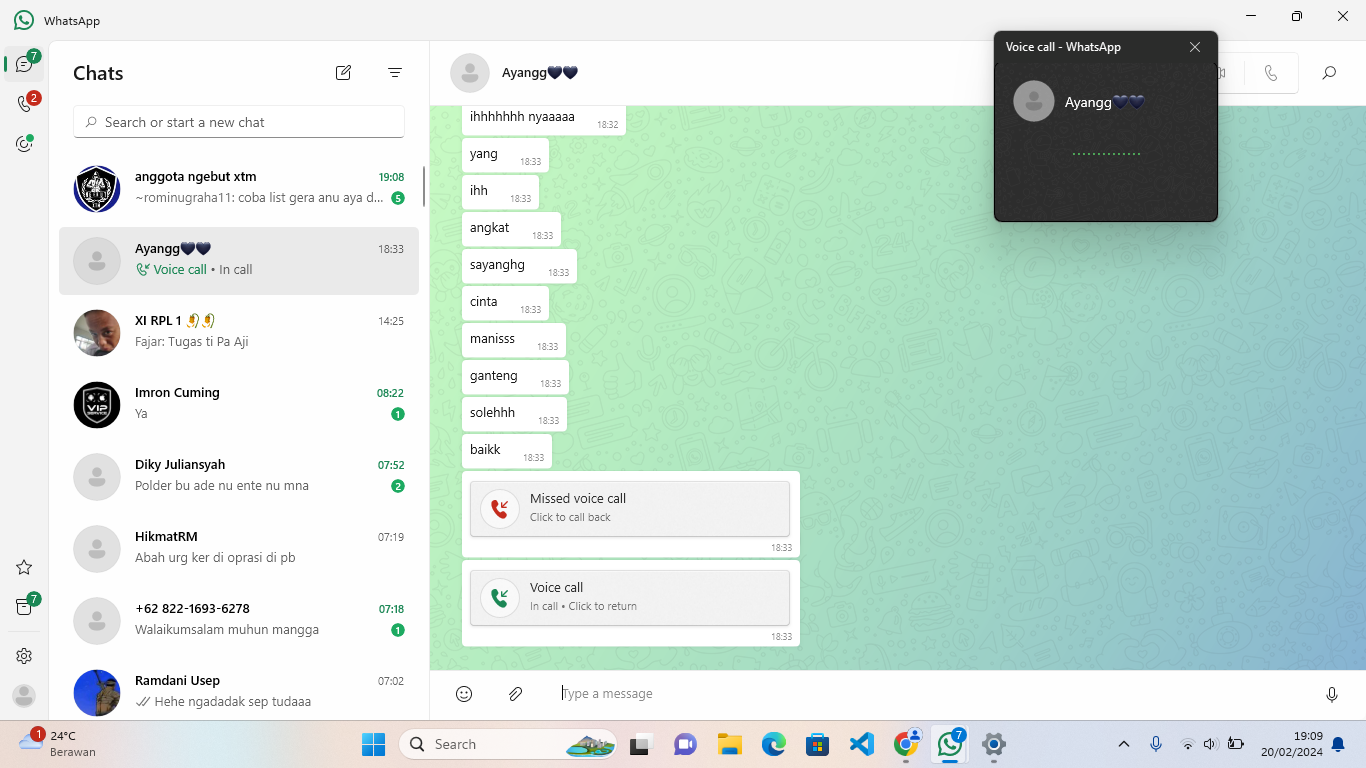 WhatsApp
7
2
Chats
Search or start a new chat
anggota ngebut xtm
19:08
~rominugraha11: coba list gera anu aya d...
5
Ayangg🖤🖤
18:33
Voice call • In call
XI RPL 1
14:25
Fajar: Tugas ti Pa Aji
Imron Cuming
08:22
Ya
1
Diky Juliansyah
07:52
Polder bu ade nu ente nu mna
2
HikmatRM
07:19
Abah urg ker di oprasi di pb
+62 822-1693-6278
07:18
Walaikumsalam muhun mangga
1
Ramdani Usep
07:02
Hehe ngadadak sep tudaaa
7
VIP
SERVICE
Ayangg🖤🖤
ihhhhhhh nyaaaaa 18:32
yang 18:33
ihh 18:33
angkat 18:33
sayanghg 18:33
cinta 18:33
manisss 18:33
ganteng 18:33
solehhh 18:33
baikk 18:33
Missed voice call
Click to call back
18:33
Voice call
In call • Click to return
18:33
Type a message
Voice call - WhatsApp
Ayangg🖤🖤
1
24°C
Berawan
Search
7
19:09
20/02/2024